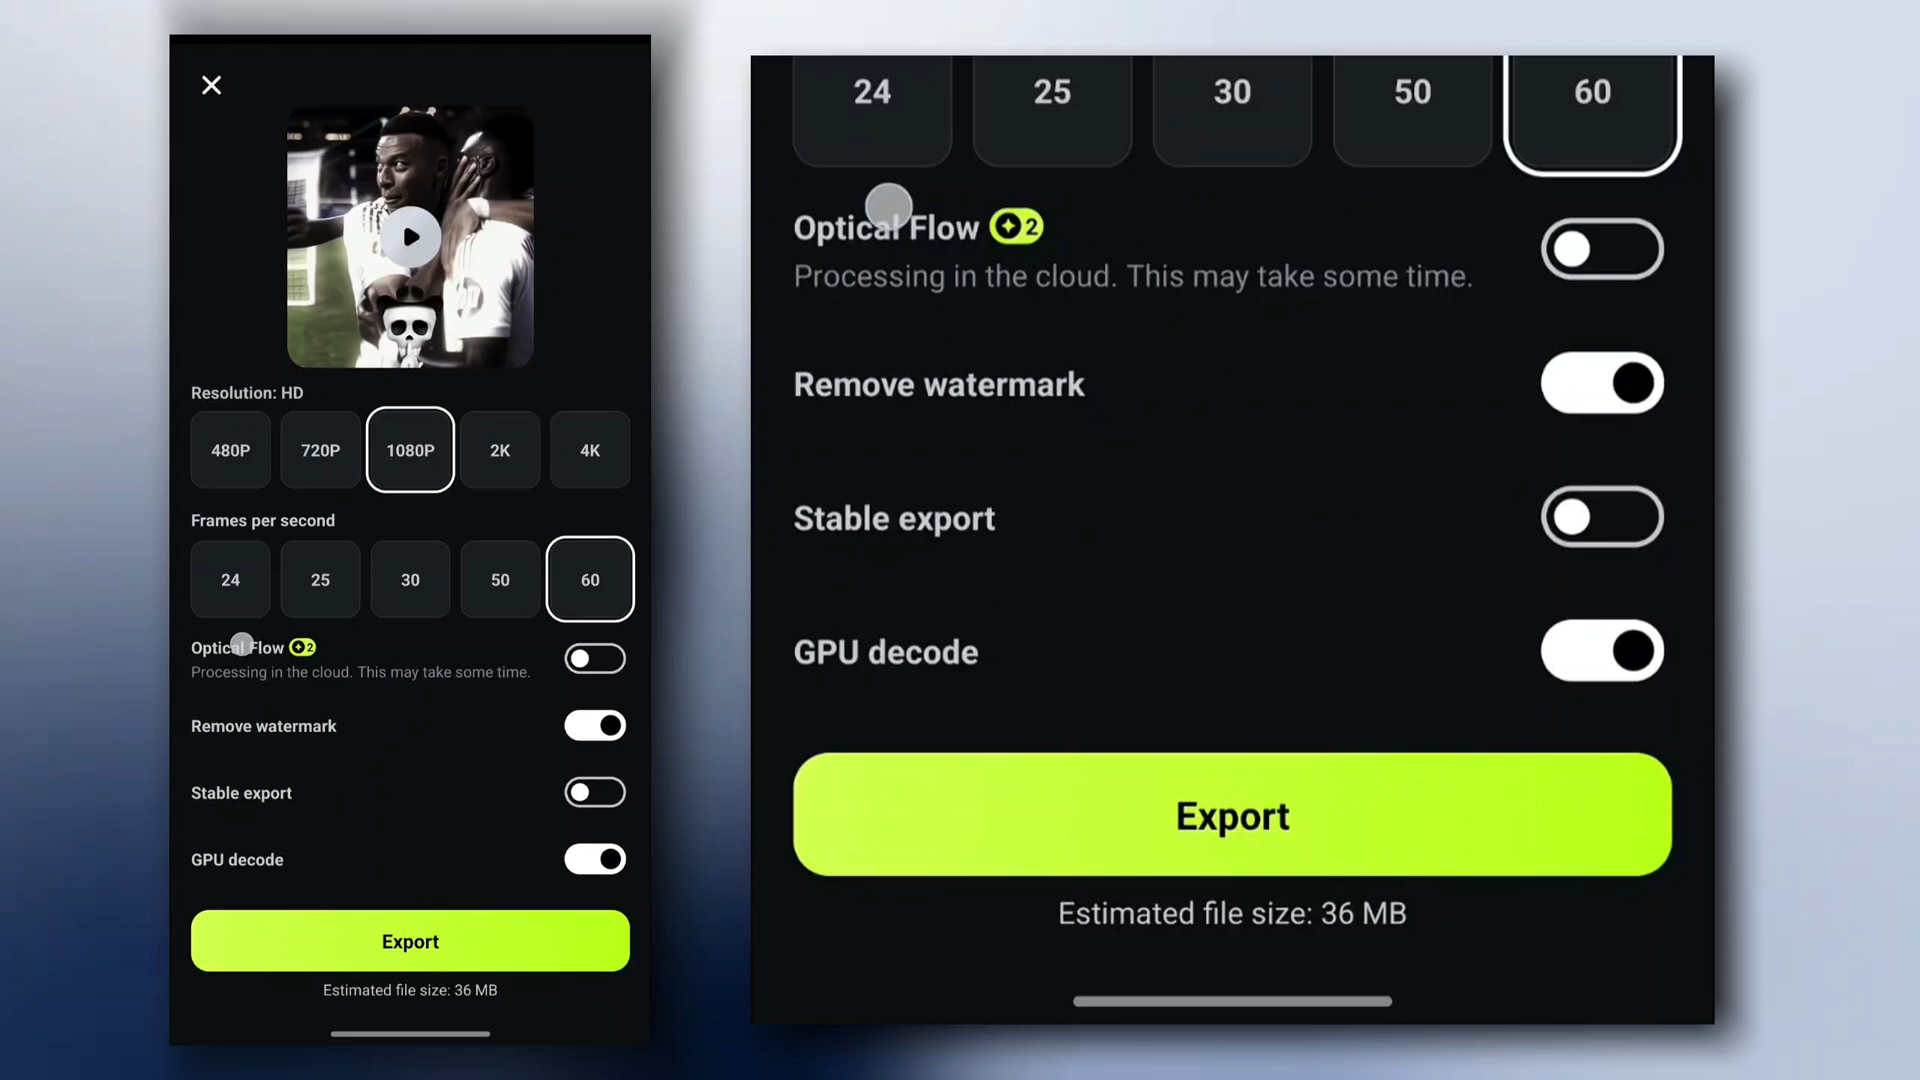 Resolution: HD
480P 720P 1080P 2K 4K
Frames per second
24 25 30 50 60
Optical Flow 2
Processing in the cloud. This may take some time.
Remove watermark
Stable export
GPU decode
Export
Estimated file size: 36 MB
24 25 30 50 60
Optical Flow 2
Processing in the cloud. This may take some time.
Remove watermark
Stable export
GPU decode
Export
Estimated file size: 36 MB